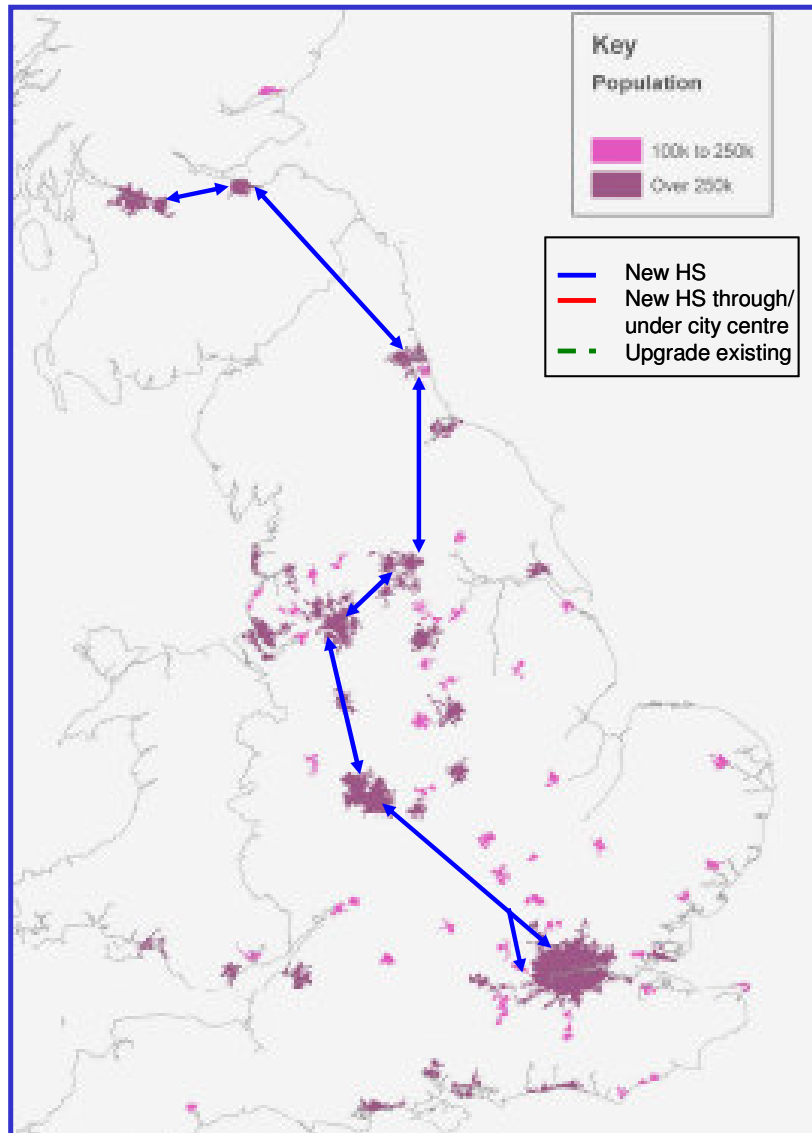 Key
Population
100k to 250k
Over 250k
New HS
New HS through/
under city centre
Upgrade existing